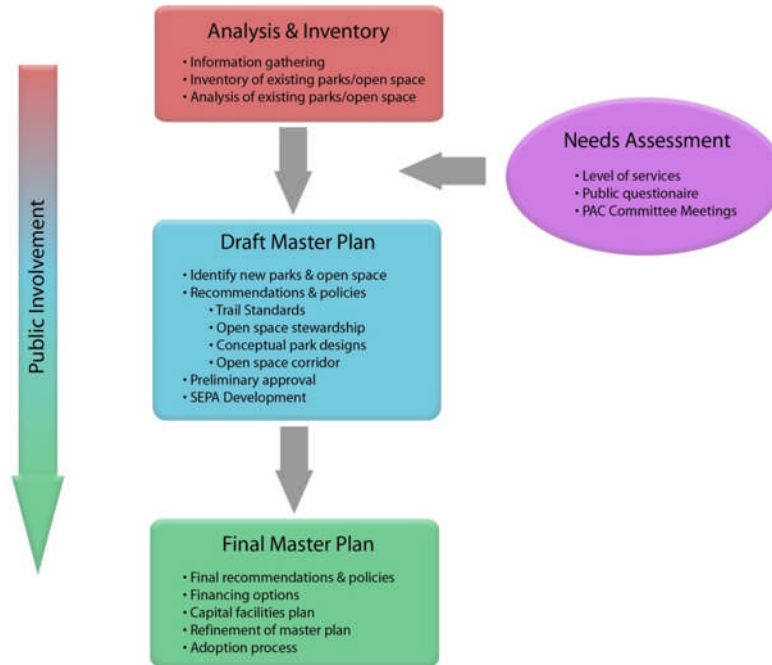 Analysis & Inventory
• Information gathering
• Inventory of existing parks/open space
• Analysis of existing parks/open space
Needs Assessment
• Level of services
• Public questionaire
• PAC Committee Meetings
Public Involvement
Draft Master Plan
• Identify new parks & open space
• Recommendations & policies
• Trail Standards
• Open space stewardship
• Conceptual park designs
• Open space corridor
• Preliminary approval
• SEPA Development
Final Master Plan
• Final recommendations & policies
• Financing options
• Capital facilities plan
• Refinement of master plan
• Adoption process